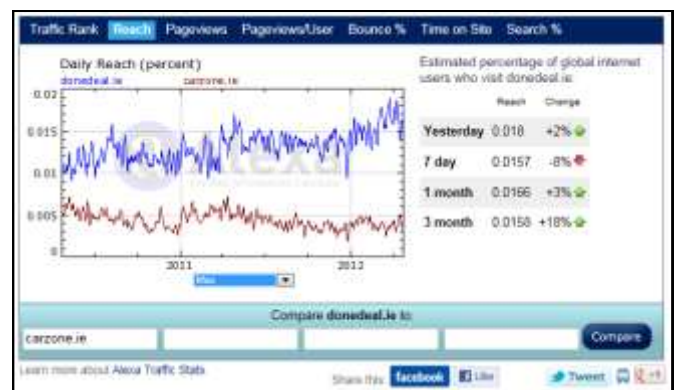 Traffic Rank Reach Pageviews Pageviews/User Bounce % Time on Site Search %
Daily Reach (percent)
donedeal.ie carzone.ie
0.02
0.015
0.01
0.005
0
2011 2012
Alexa
Max
Estimated percentage of global internet
users who visit donedeal.ie:
Reach Change
Yesterday 0.018 +2%
7 day 0.0157 -8%
1 month 0.0166 +3%
3 month 0.0158 +18%
Compare donedeal.ie to:
carzone.ie Compare
Learn more about Alexa Traffic Stats
Share this: facebook Like Tweet +1